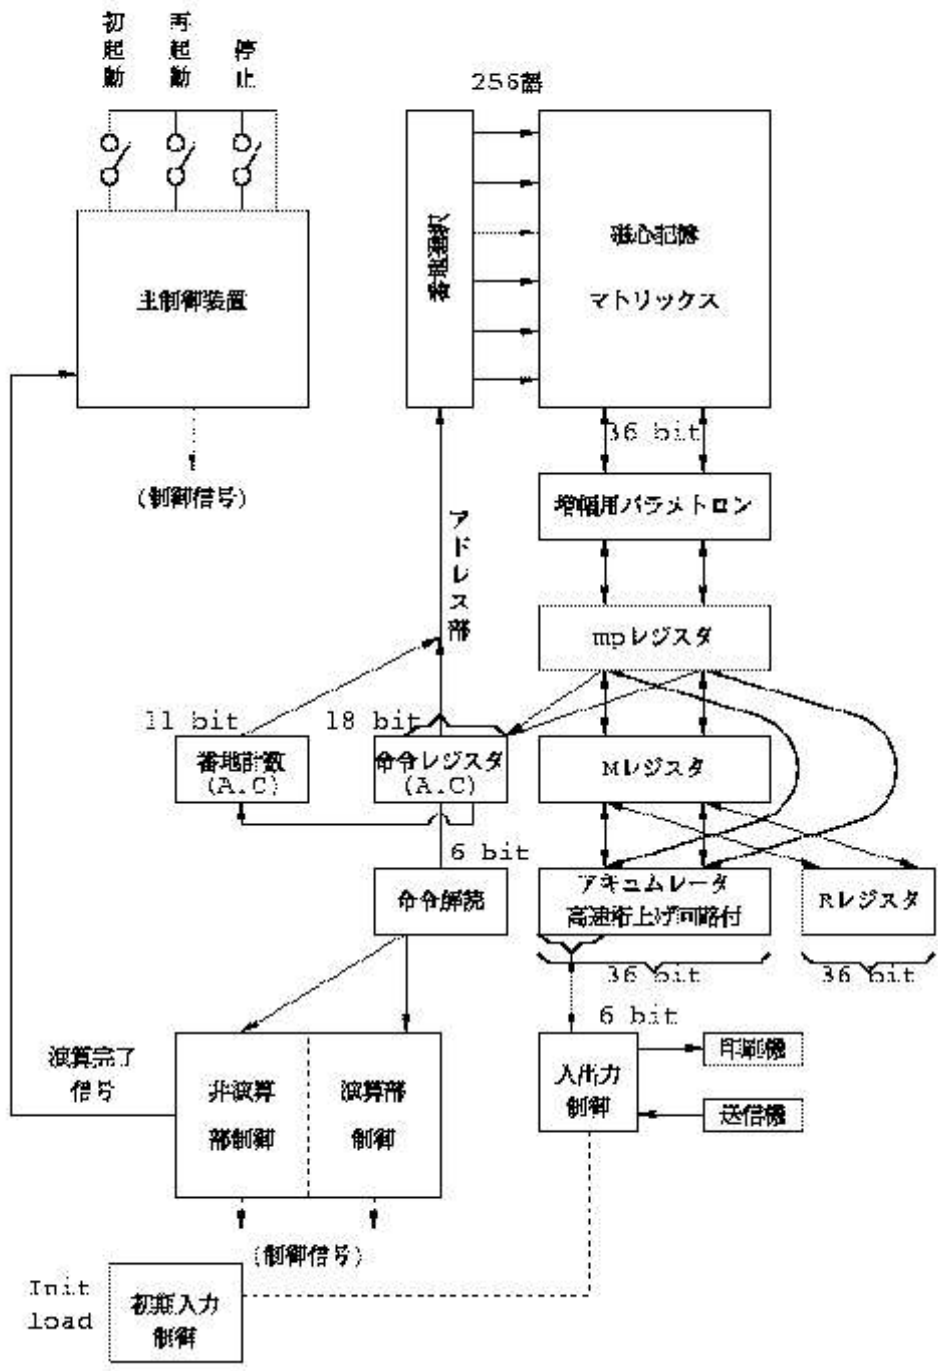 初起動
再起動
停止
256語
主制御装置
番地選択
磁心記憶
マトリックス
36 bit
(制御信号)
増幅用パラメトロン
アドレス部
mpレジスタ
11 bit
18 bit
番地計数
(A.C)
命令レジスタ
(A.C)
Mレジスタ
6 bit
命令解読
アキュムレータ
高速桁上げ回路付
Rレジスタ
36 bit
36 bit
6 bit
演算完了
信号
非演算
部制御
演算部
制御
入出力
制御
印刷機
送信機
(制御信号)
Init
load
初期入力
制御